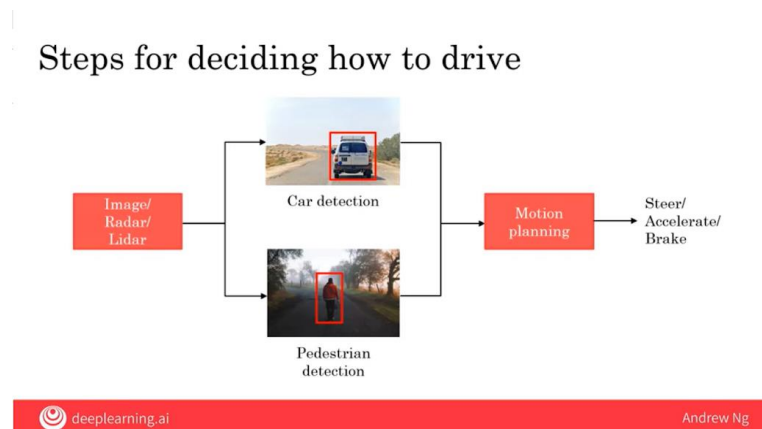 Steps for deciding how to drive
Image/
Radar/
Lidar
Car detection
Pedestrian
detection
Motion
planning
Steer/
Accelerate/
Brake
deeplearning.ai
Andrew Ng